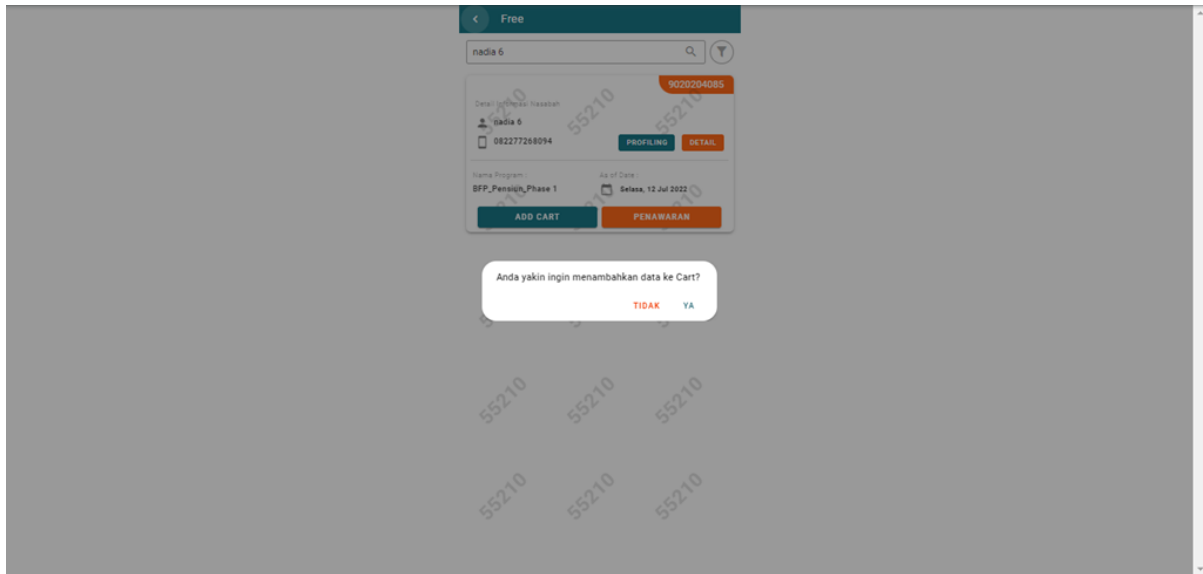 Free
nadia 6
9020204085
Detail Informasi Nasabah
nadia 6
082277268094
PROFILING DETAIL
Nama Program : As of Date :
BFP_Pension_Phase 1 Selasa, 12 Jul 2022
ADD CART PENAWARAN
Anda yakin ingin menambahkan data ke Cart?
TIDAK YA
55210 55210 55210
55210 55210 55210
55210 55210 55210